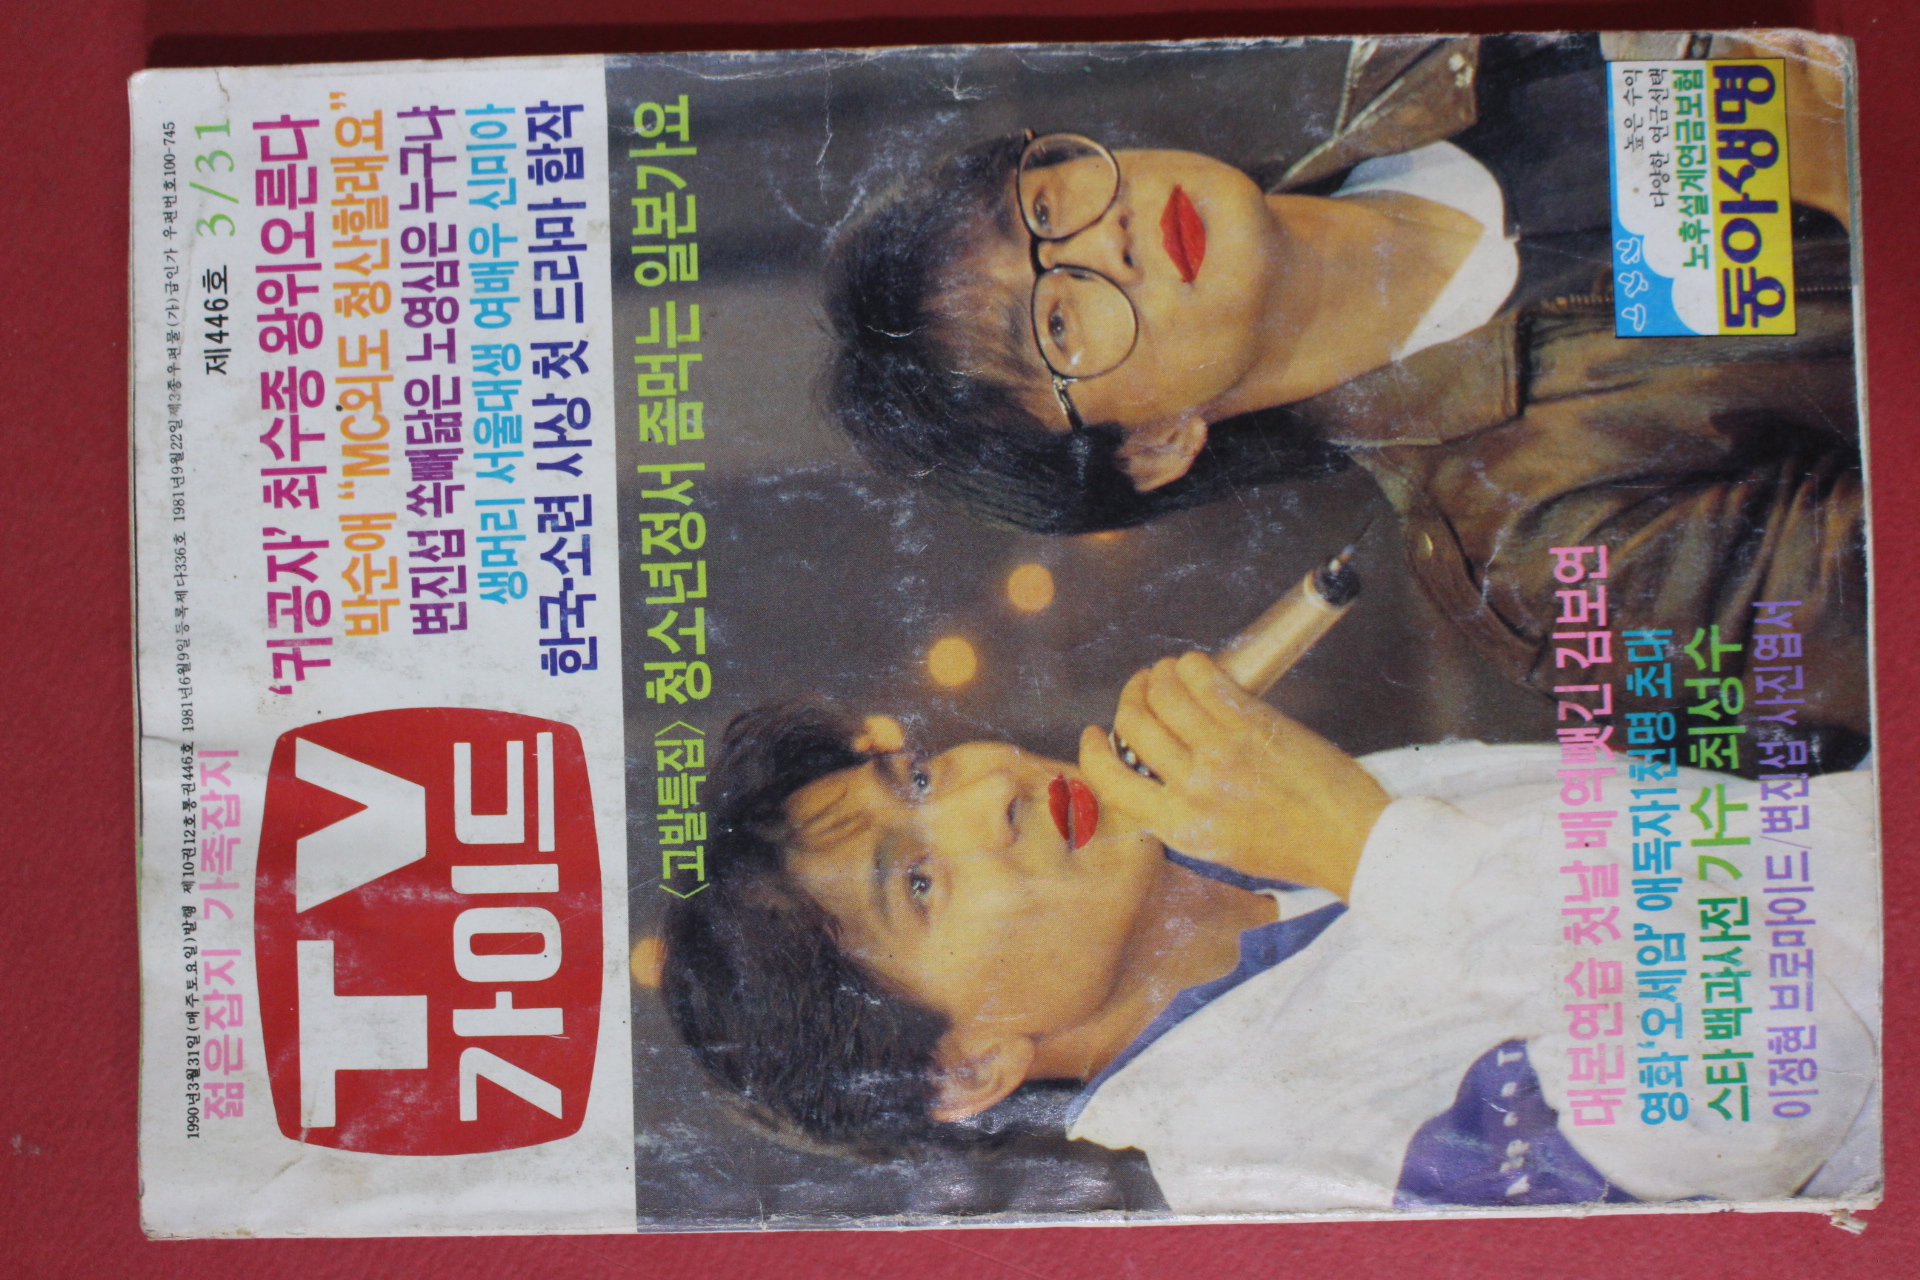 1990년3월31일(매주토요일)발행 제10권12호통권446호 1981년6월9일등록제다336호 1981년9월22일제3종우편물(가)급인가 우편번호100-745
젊은잡지 가족잡지
제446호 3/31
TV
가이드
‘귀공자’ 최수종 왕위오른다
박순애 “MC외도 청산할래요”
변진섭 쏙빼닮은 노영심은 누구냐
생머리 서울대생 여배우 신미아
한국·소련 사상 첫 드라마 합작
<고발특집> 청소년정서 좀먹는 일본가요
대본연습 첫날 배역뺏긴 김보연
영화‘오세암’ 애독자1천명 초대
스타 백과사전 가수 최성수
이정현 브로마이드/변진섭 사진엽서
높은 수익
다양한 연금선택
노후설계연금보험
동아생명